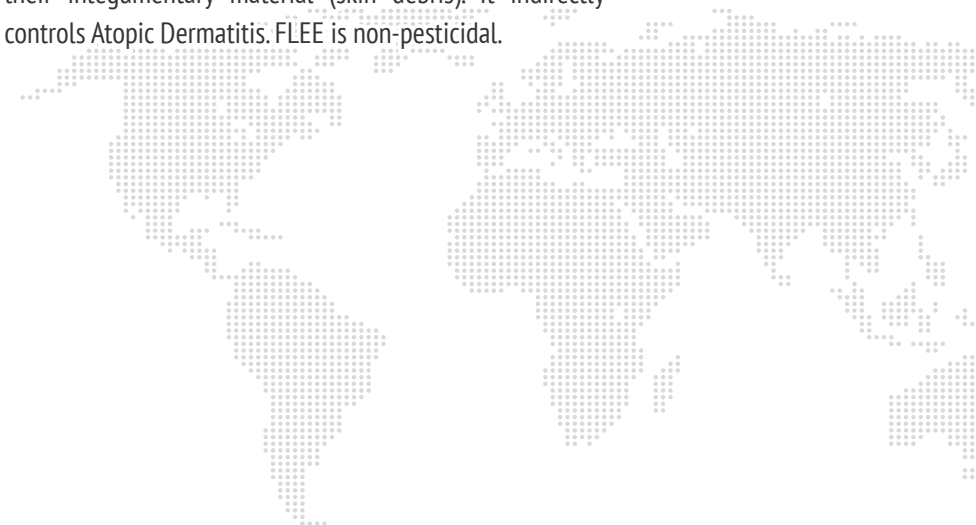 their integumentary material (skin debris). It indirectly
controls Atopic Dermatitis. FLEE is non-pesticidal.